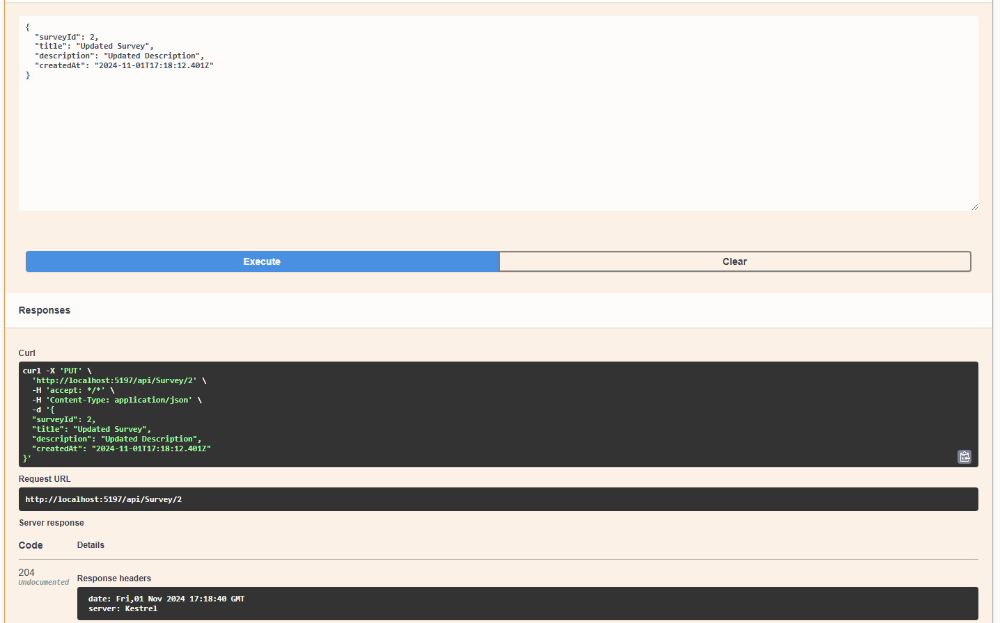 {
  "surveyId": 2,
  "title": "Updated Survey",
  "description": "Updated Description",
  "createdAt": "2024-11-01T17:18:12.401Z"
}
Execute
Clear
Responses
Curl
curl -X 'PUT' \
  'http://localhost:5197/api/Survey/2' \
  -H 'accept: */*' \
  -H 'Content-Type: application/json' \
  -d '{
  "surveyId": 2,
  "title": "Updated Survey",
  "description": "Updated Description",
  "createdAt": "2024-11-01T17:18:12.401Z"
}'
Request URL
http://localhost:5197/api/Survey/2
Server response
Code Details
204
Undocumented
Response headers
date: Fri,01 Nov 2024 17:18:40 GMT
server: Kestrel